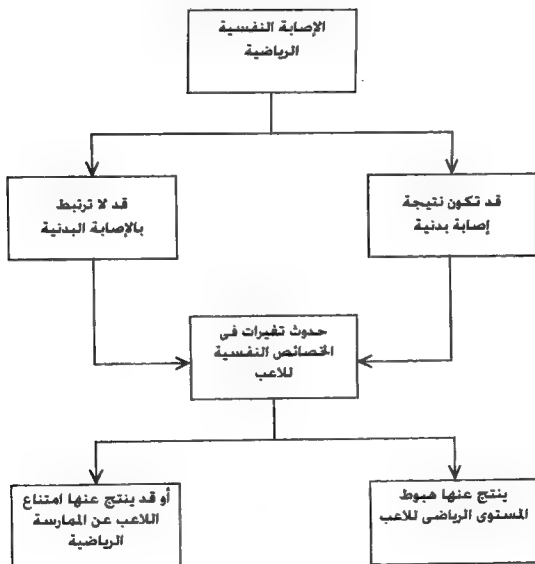 الإصابة النفسية
الرياضية
قد تكون نتيجة
إصابة بدنية
قد لا ترتبط
بالإصابة البدنية
حدوث تغيرات فى
الخصائص النفسية
للاعب
ينتج عنها هبوط
المستوى الرياضى للاعب
أو قد ينتج عنها امتناع
اللاعب عن الممارسة
الرياضية